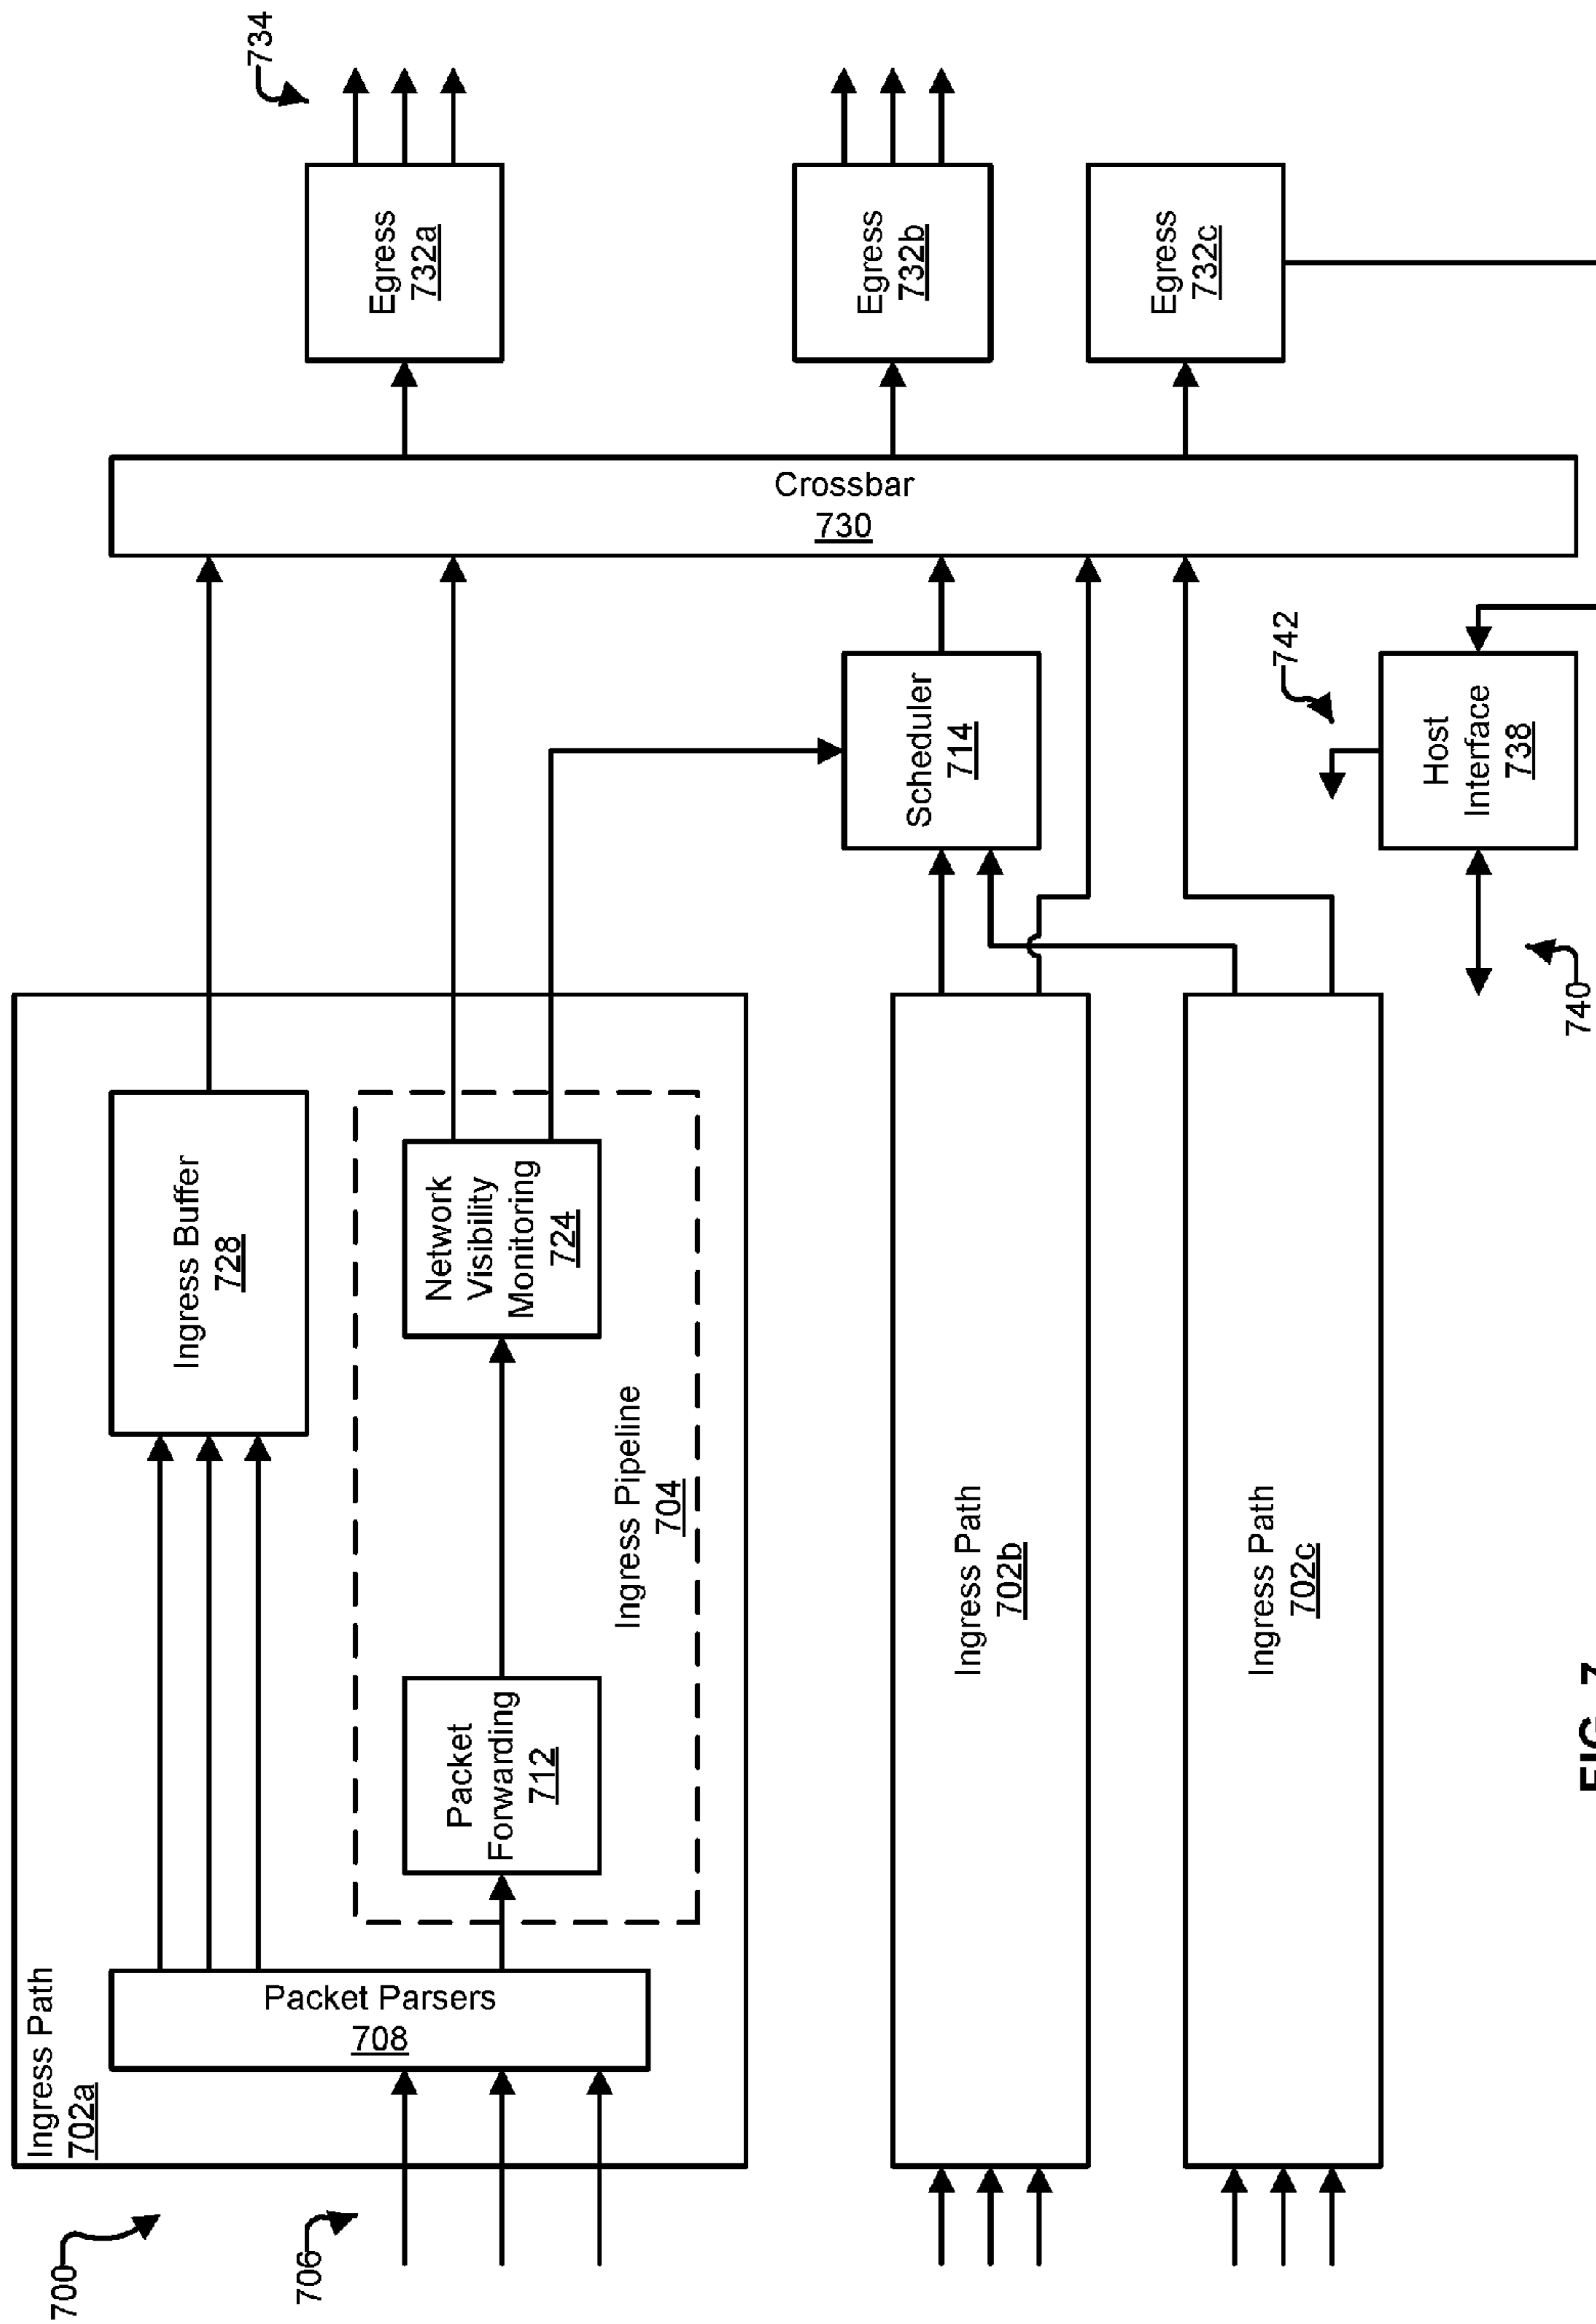 700
706
Ingress Path
702a
Packet Parsers
708
Ingress Buffer
728
Packet
Forwarding
712
Network
Visibility
Monitoring
724
Ingress Pipeline
704
Ingress Path
702b
Ingress Path
702c
Scheduler
714
Crossbar
730
Egress
732a
734
Egress
732b
Egress
732c
Host
Interface
738
740
742
FIG. 7